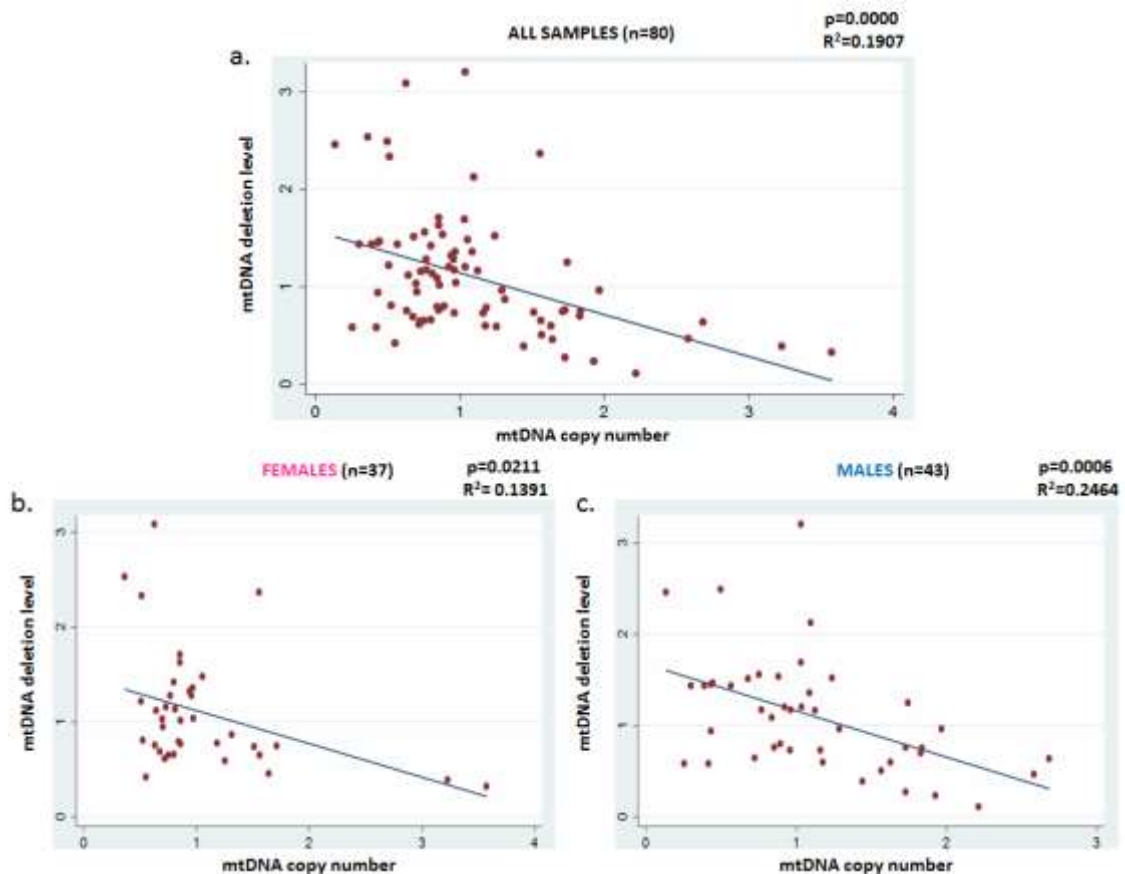 ALL SAMPLES (n=80)
p=0.0000
R²=0.1907
a.
mtDNA deletion level
3
2
1
0
0 1 2 3 4
mtDNA copy number
FEMALES (n=37)
p=0.0211
R²= 0.1391
b.
mtDNA deletion level
3
2
1
0
0 1 2 3 4
mtDNA copy number
MALES (n=43)
p=0.0006
R²=0.2464
c.
mtDNA deletion level
3
2
1
0
0 1 2 3
mtDNA copy number